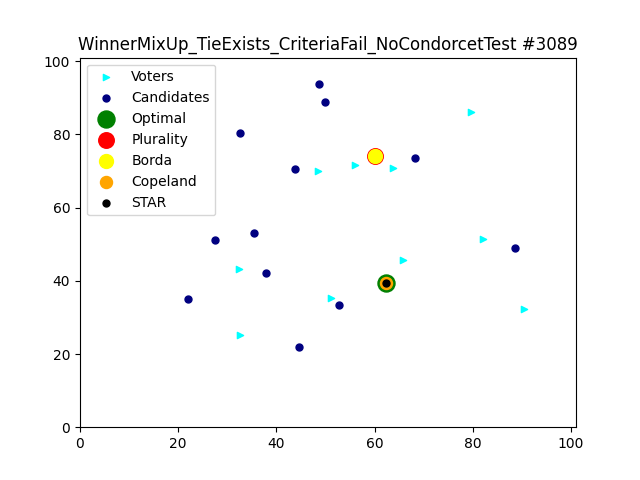 WinnerMixUp_TieExists_CriteriaFail_NoCondorcetTest #3089
Voters
Candidates
Optimal
Plurality
Borda
Copeland
STAR
100
80
60
40
20
0
0 20 40 60 80 100